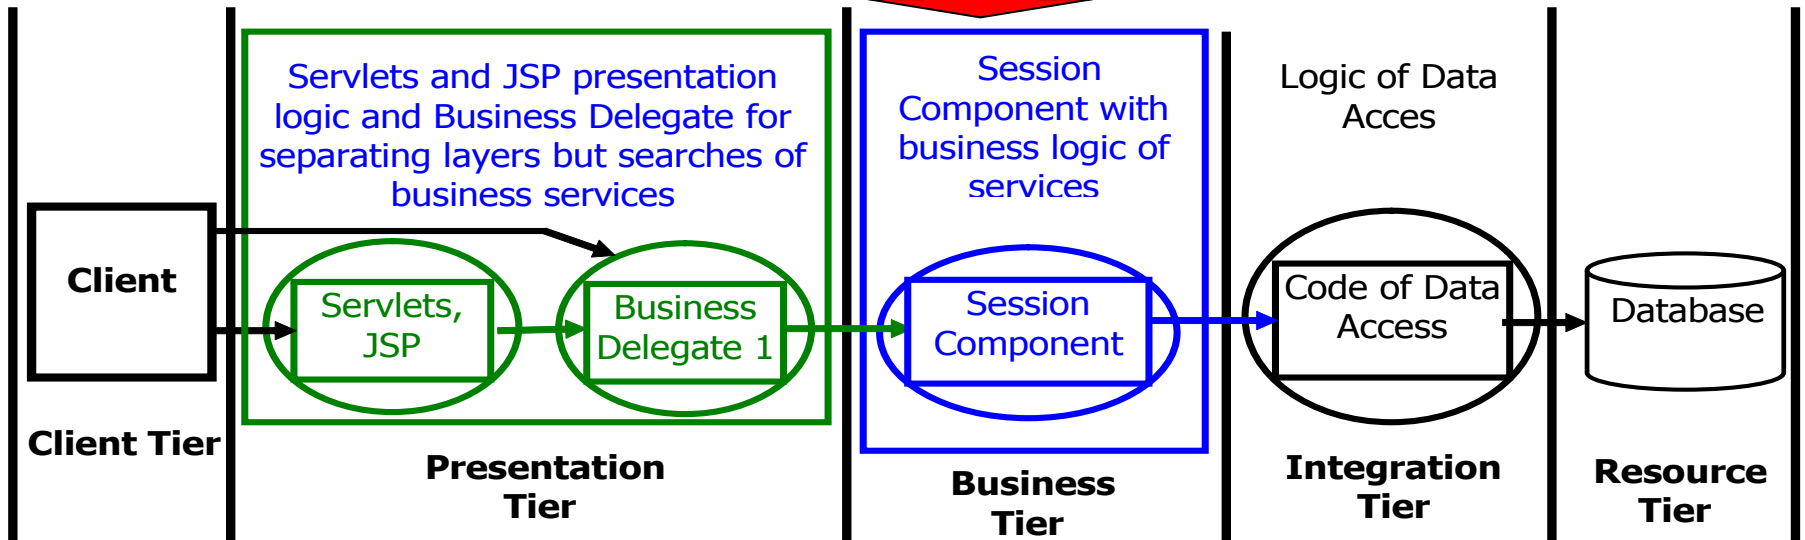 Servlets and JSP presentation
logic and Business Delegate for
separating layers but searches of
business services
Session
Component with
business logic of
services
Logic of Data
Acces
Client
Servlets,
JSP
Business
Delegate 1
Session
Component
Code of Data
Access
Database
Client Tier
Presentation
Tier
Business
Tier
Integration
Tier
Resource
Tier